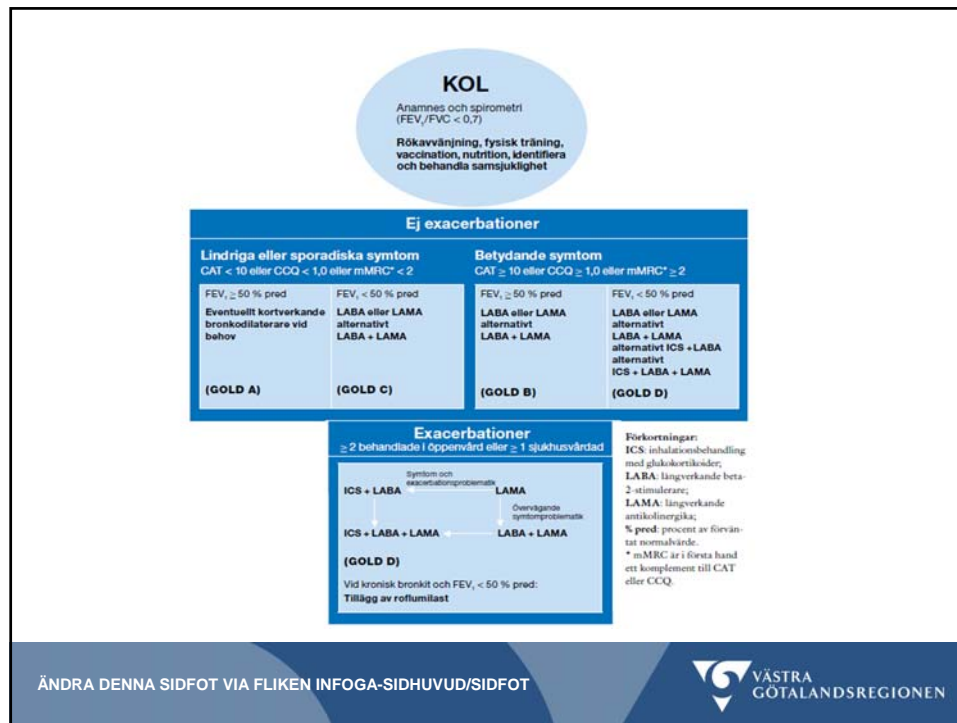 KOL
Anamnes och spirometri
(FEV₁/FVC < 0,7)
Rökavvänjning, fysisk träning,
vaccination, nutrition, identifiera
och behandla samsjuklighet
Ej exacerbationer
Lindriga eller sporadiska symtom
CAT < 10 eller CCQ < 1,0 eller mMRC* < 2
FEV₁ ≥ 50 % pred
Eventuellt kortverkande
bronkodilaterare vid
behov
(GOLD A)
FEV₁ < 50 % pred
LABA eller LAMA
alternativt
LABA + LAMA
(GOLD C)
Betydande symtom
CAT ≥ 10 eller CCQ ≥ 1,0 eller mMRC* ≥ 2
FEV₁ ≥ 50 % pred
LABA eller LAMA
alternativt
LABA + LAMA
(GOLD B)
FEV₁ < 50 % pred
LABA eller LAMA
alternativt
LABA + LAMA
alternativt ICS + LABA
alternativt
ICS + LABA + LAMA
(GOLD D)
Exacerbationer
≥ 2 behandlade i öppenvård eller ≥ 1 sjukhusvårdad
Symtom och
exacerbationsproblematik
ICS + LABA LAMA
Övervägande
symtomproblematik
ICS + LABA + LAMA LABA + LAMA
(GOLD D)
Vid kronisk bronkit och FEV₁ < 50 % pred:
Tillägg av roflumilast
Förkortningar:
ICS: inhalationsbehandling
med glukokortikoider;
LABA: långverkande beta-
2-stimulerare;
LAMA: långverkande
antikolinergika;
% pred: procent av förvän-
tat normalvärde.
* mMRC är i första hand
ett komplement till CAT
eller CCQ.
ÄNDRA DENNA SIDFOT VIA FLIKEN INFOGA-SIDHUVUD/SIDFOT
VÄSTRA
GÖTALANDSREGIONEN